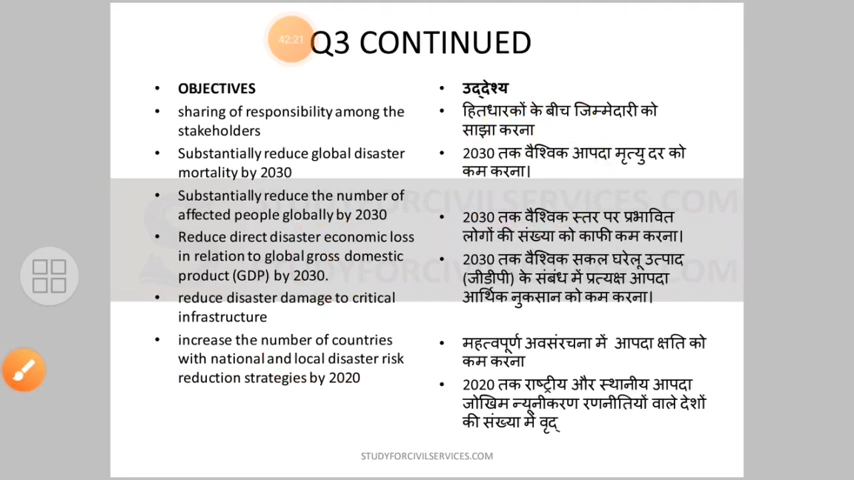 42:21
Q3 CONTINUED
OBJECTIVES
sharing of responsibility among the
stakeholders
Substantially reduce global disaster
mortality by 2030
Substantially reduce the number of
affected people globally by 2030
Reduce direct disaster economic loss
in relation to global gross domestic
product (GDP) by 2030.
reduce disaster damage to critical
infrastructure
increase the number of countries
with national and local disaster risk
reduction strategies by 2020
उद्देश्य
हितधारकों के बीच जिम्मेदारी को
साझा करना
2030 तक वैश्विक आपदा मृत्यु दर को
कम करना।
2030 तक वैश्विक स्तर पर प्रभावित
लोगों की संख्या को काफी कम करना।
2030 तक वैश्विक सकल घरेलू उत्पाद
(जीडीपी) के संबंध में प्रत्यक्ष आपदा
आर्थिक नुकसान को कम करना।
महत्वपूर्ण अवसंरचना में आपदा क्षति को
कम करना
2020 तक राष्ट्रीय और स्थानीय आपदा
जोखिम न्यूनीकरण रणनीतियों वाले देशों
की संख्या में वृद्
STUDYFORCIVILSERVICES.COM